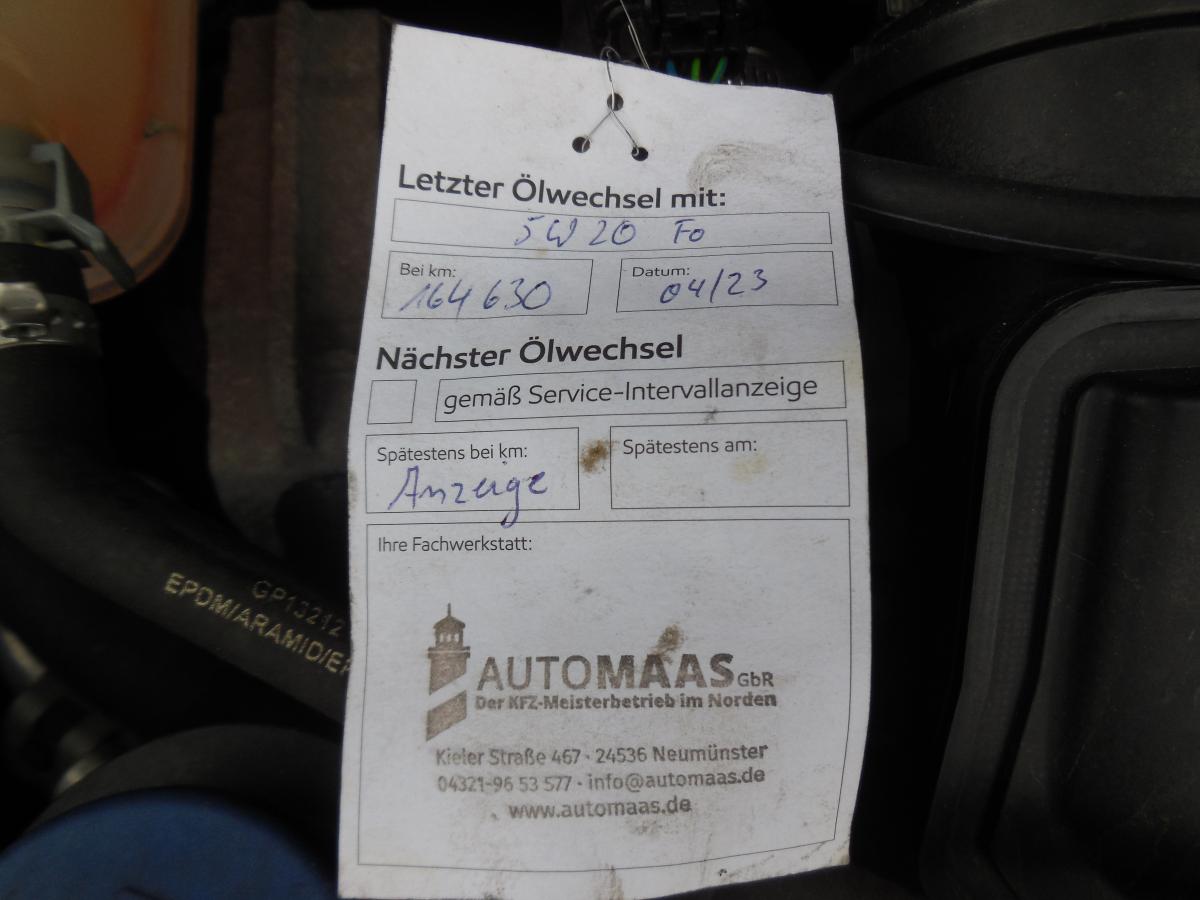 Letzter Ölwechsel mit:
5W20 Fo
Bei km:
164 630
Datum:
04/23
Nächster Ölwechsel
gemäß Service-Intervallanzeige
Spätestens bei km:
Anzeige
Spätestens am:
Ihre Fachwerkstatt:
AUTOMAAS GbR
Der KFZ-Meisterbetrieb im Norden
Kieler Straße 467 · 24536 Neumünster
04321-96 53 577 · info@automaas.de
www.automaas.de
GP13212
EPDM/ARAMID/